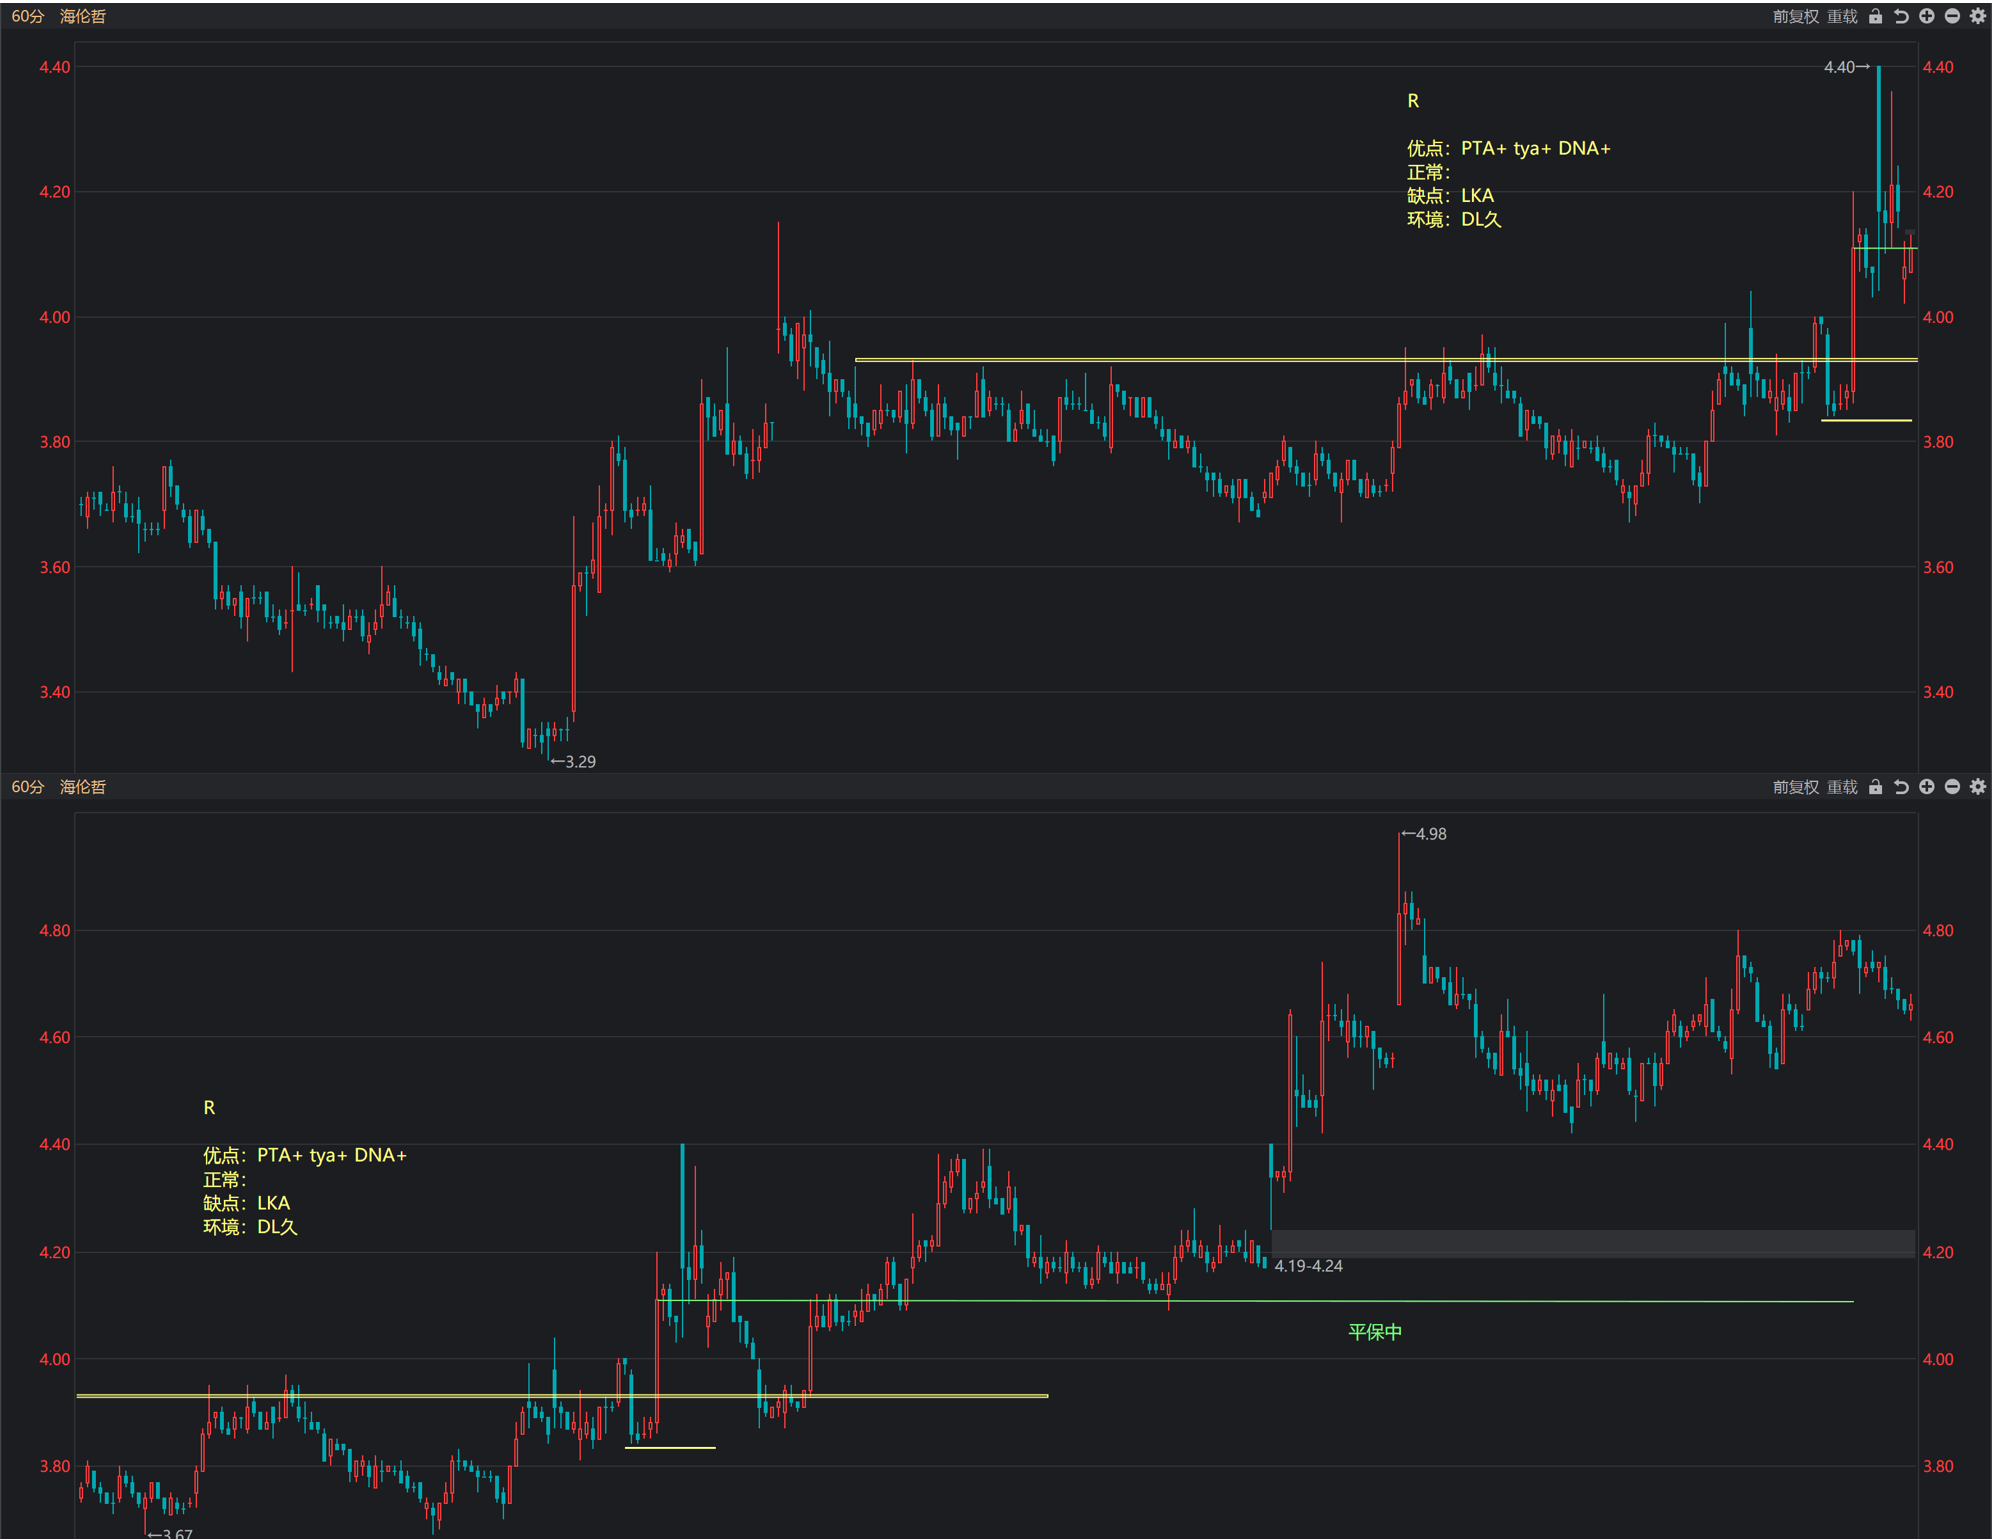 60分 海伦哲 前复权 重载
4.40 4.40→ 4.40
R
优点：PTA+ tya+ DNA+
正常：
4.20 缺点：LKA 4.20
环境：DL久
4.00 4.00
3.80 3.80
3.60 3.60
3.40 3.40
←3.29
60分 海伦哲 前复权 重载
←4.98
4.80 4.80
4.60 4.60
R
4.40 4.40
优点：PTA+ tya+ DNA+
正常：
缺点：LKA
环境：DL久
4.20 4.20
4.19-4.24
平保中
4.00 4.00
3.80 3.80
←3.67